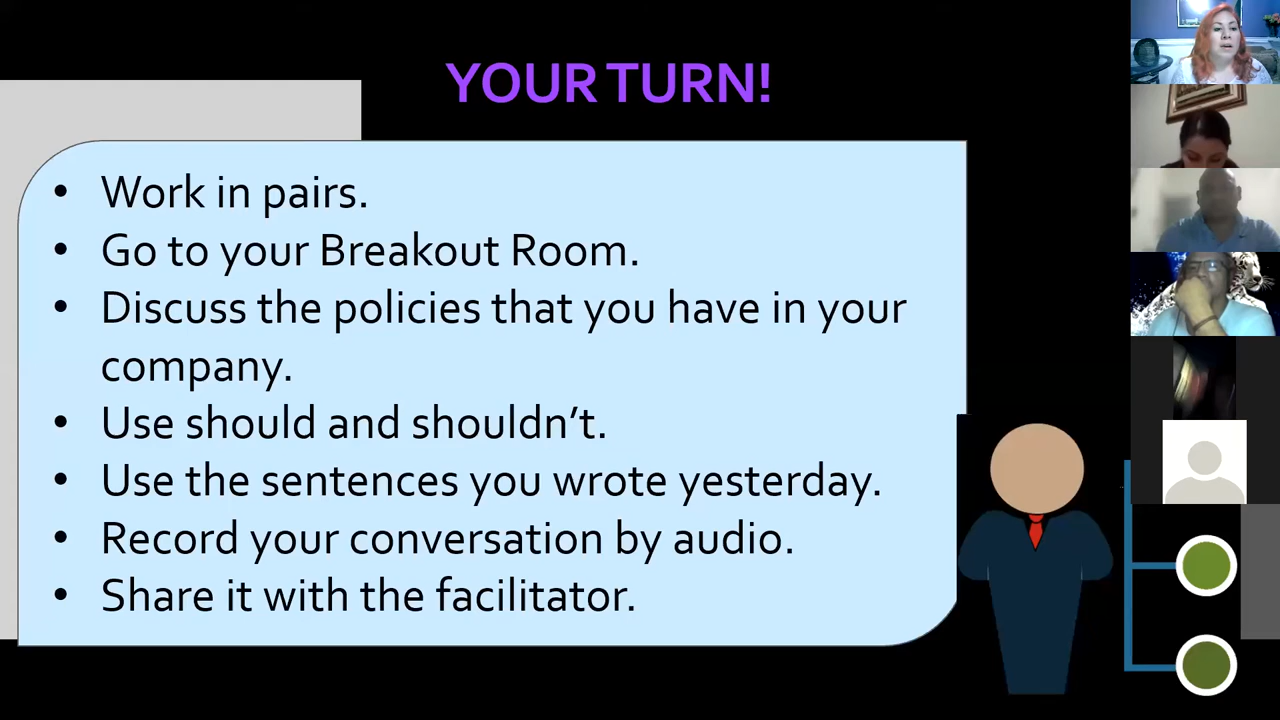 YOUR TURN!
• Work in pairs.
• Go to your Breakout Room.
• Discuss the policies that you have in your
company.
• Use should and shouldn’t.
• Use the sentences you wrote yesterday.
• Record your conversation by audio.
• Share it with the facilitator.